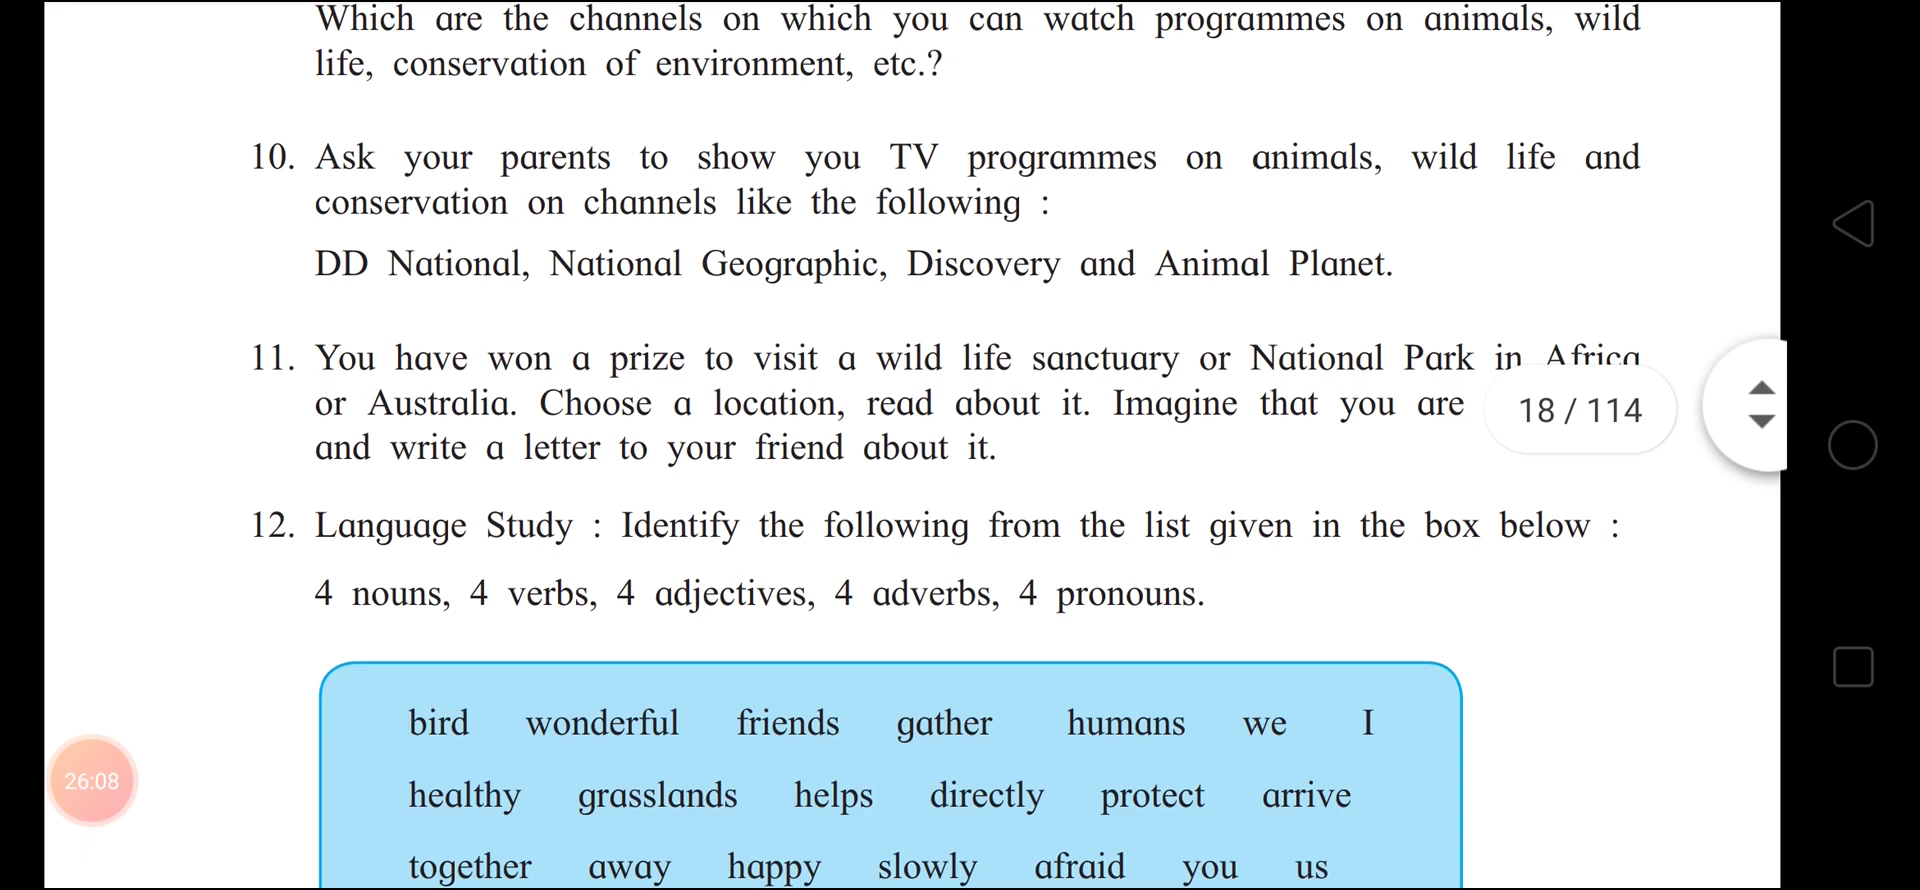 Which are the channels on which you can watch programmes on animals, wild
life, conservation of environment, etc.?
10. Ask your parents to show you TV programmes on animals, wild life and
conservation on channels like the following :
DD National, National Geographic, Discovery and Animal Planet.
11. You have won a prize to visit a wild life sanctuary or National Park in Africa
or Australia. Choose a location, read about it. Imagine that you are
18 / 114
and write a letter to your friend about it.
12. Language Study : Identify the following from the list given in the box below :
4 nouns, 4 verbs, 4 adjectives, 4 adverbs, 4 pronouns.
bird wonderful friends gather humans we I
26:08
healthy grasslands helps directly protect arrive
together away happy slowly afraid you us